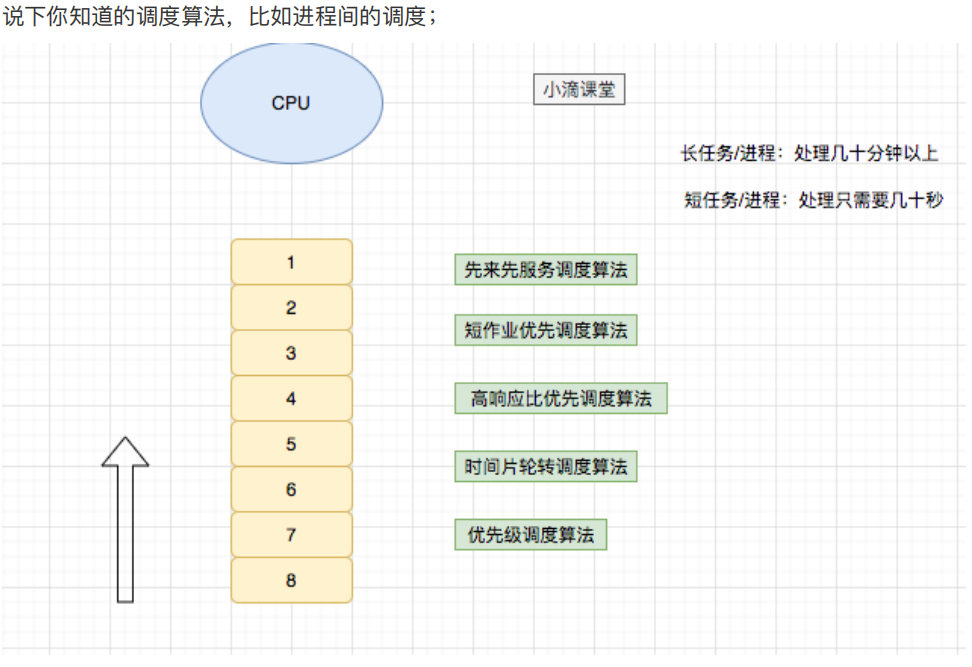 说下你知道的调度算法，比如进程间的调度；
CPU
小滴课堂
长任务/进程：处理几十分钟以上
短任务/进程：处理只需要几十秒
1
先来先服务调度算法
2
短作业优先调度算法
3
4
高响应比优先调度算法
5
时间片轮转调度算法
6
7
优先级调度算法
8